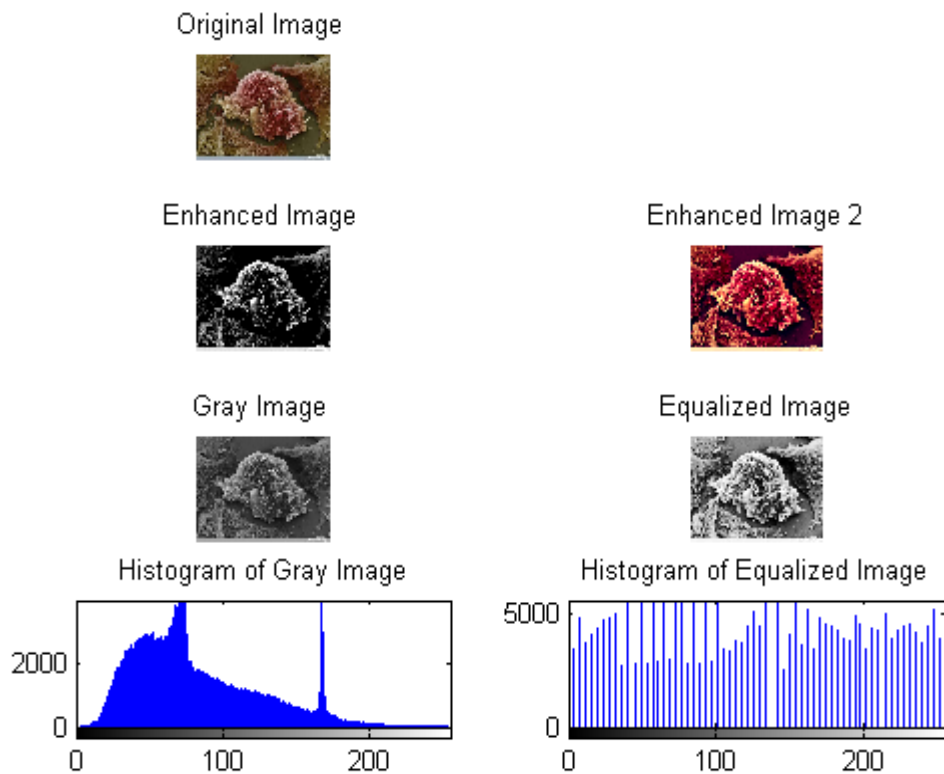 Original Image
Enhanced Image
Enhanced Image 2
Gray Image
Equalized Image
Histogram of Gray Image
Histogram of Equalized Image
2000
0
0
100
200
5000
0
0
100
200